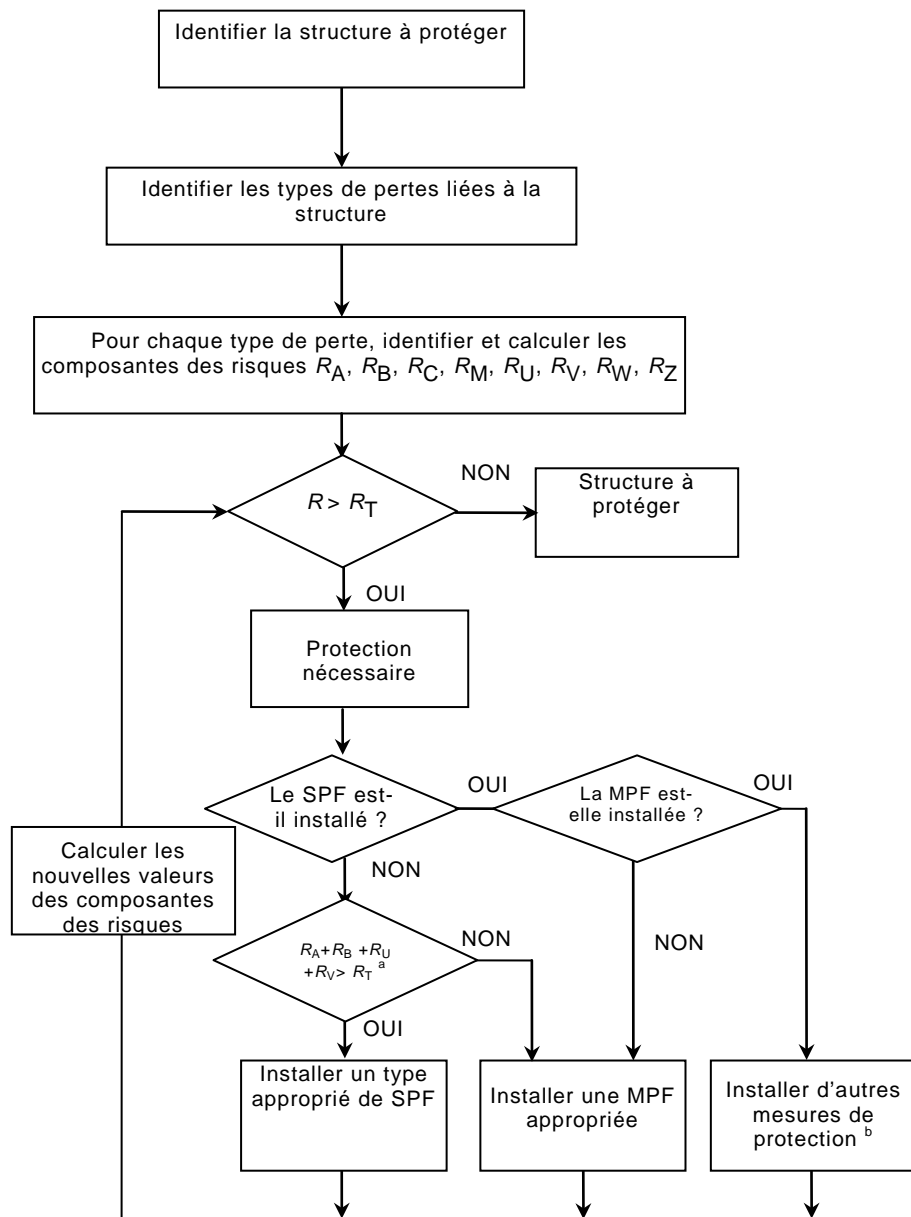 Identifier la structure à protéger
Identifier les types de pertes liées à la
structure
Pour chaque type de perte, identifier et calculer les
composantes des risques RA, RB, RC, RM, RU, RV, RW, RZ
NON
R > RT
Structure à
protéger
OUI
Protection
nécessaire
OUI
OUI
Le SPF est-
il installé ?
La MPF est-
elle installée ?
Calculer les
nouvelles valeurs
des composantes
des risques
NON
NON
NON
RA+RB +RU
+RV> RT a
OUI
Installer un type
approprié de SPF
Installer une MPF
appropriée
Installer d'autres
mesures de
protection b